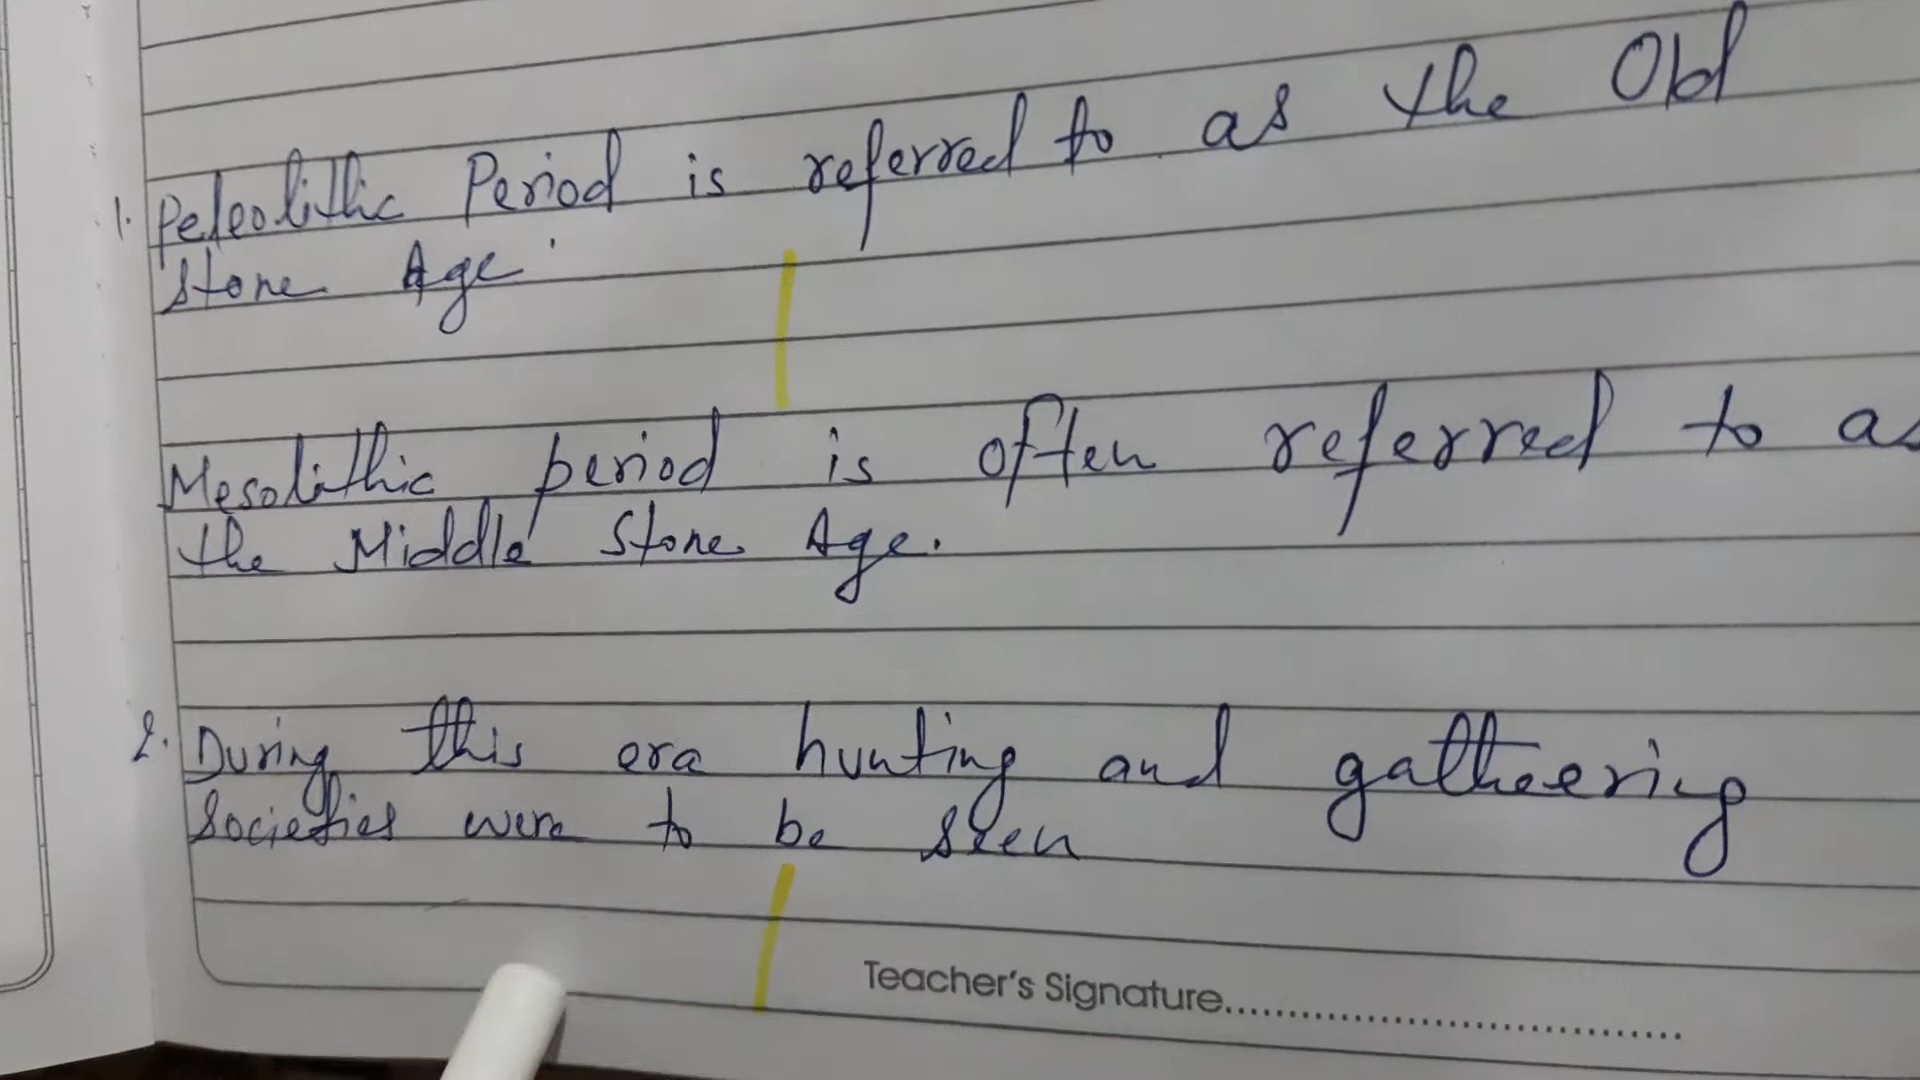 1. Peleolithic Period is referred to as the Old
Stone Age.
Mesolithic period is often referred to as
the Middle Stone Age.
2. During this era hunting and gatheering
Societies were to be seen
Teacher's Signature..................................